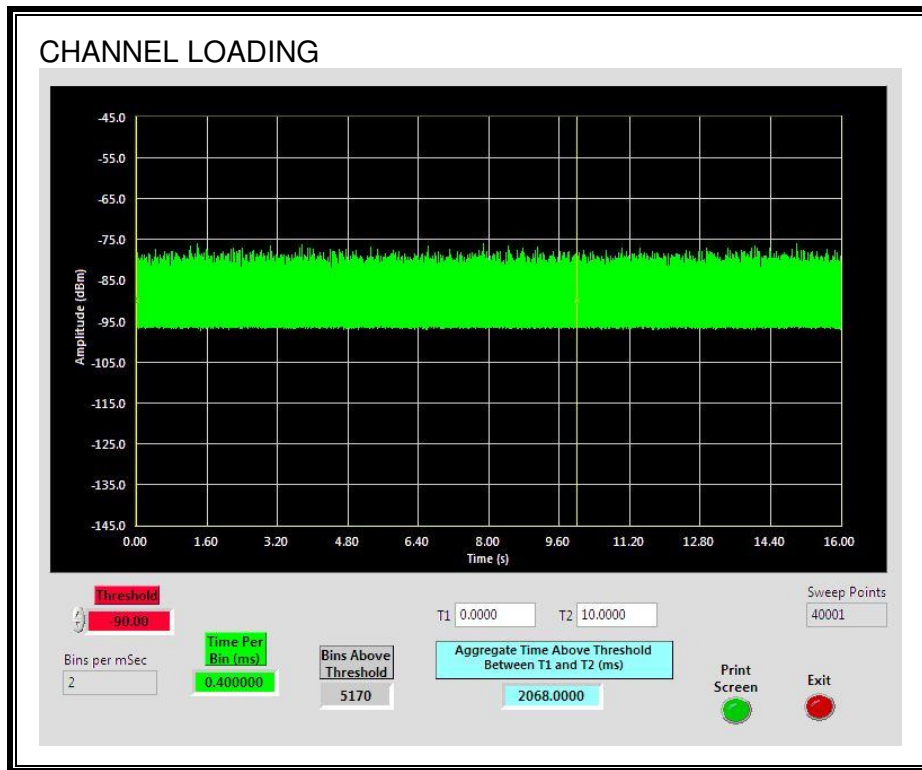 CHANNEL LOADING
-45.0
-55.0
-65.0
-75.0
-85.0
-95.0
-105.0
-115.0
-125.0
-135.0
-145.0
Amplitude (dBm)
0.00 1.60 3.20 4.80 6.40 8.00 9.60 11.20 12.80 14.40 16.00
Time (s)
Threshold
-90.00
Bins per mSec
2
Time Per
Bin (ms)
0.400000
Bins Above
Threshold
5170
T1 0.0000 T2 10.0000
Aggregate Time Above Threshold
Between T1 and T2 (ms)
2068.0000
Sweep Points
40001
Print
Screen
Exit